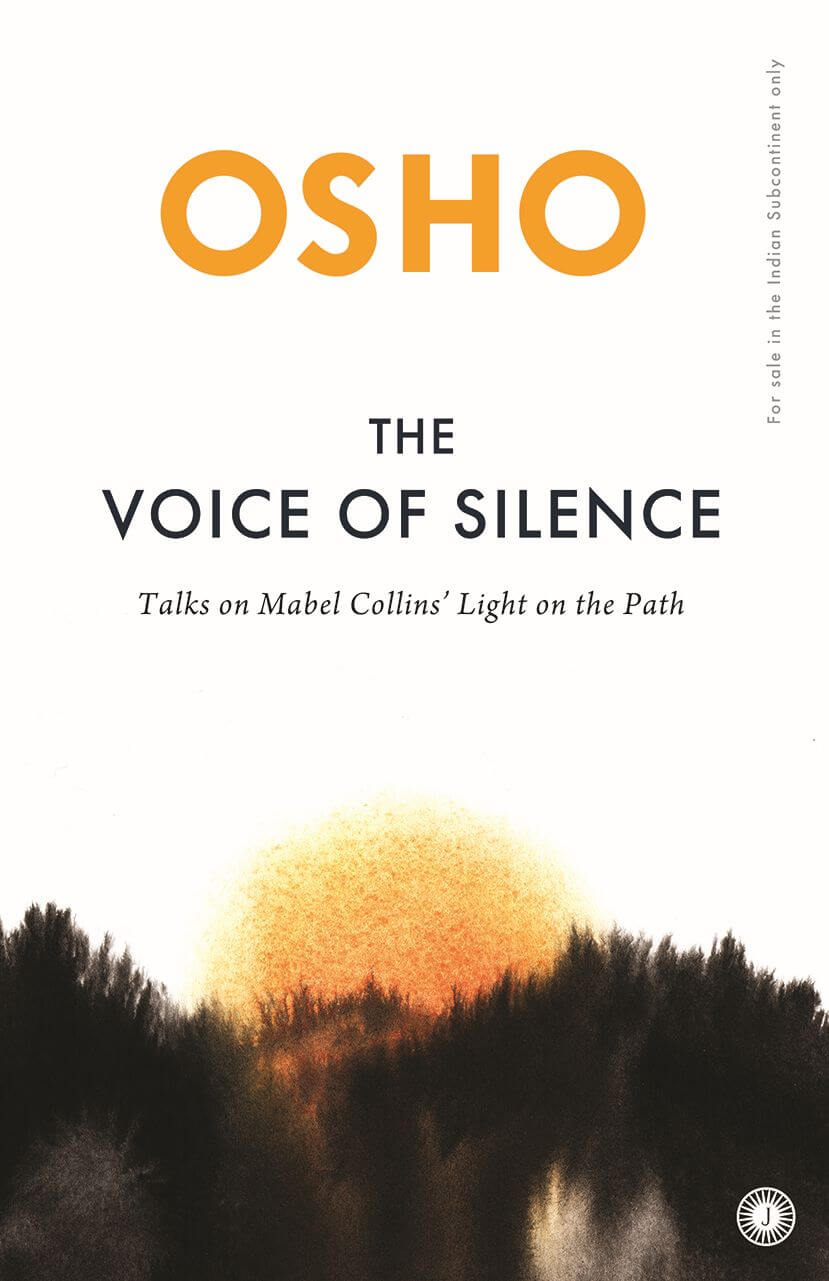 OSHO
For sale in the Indian Subcontinent only
THE
VOICE OF SILENCE
Talks on Mabel Collins’ Light on the Path
J